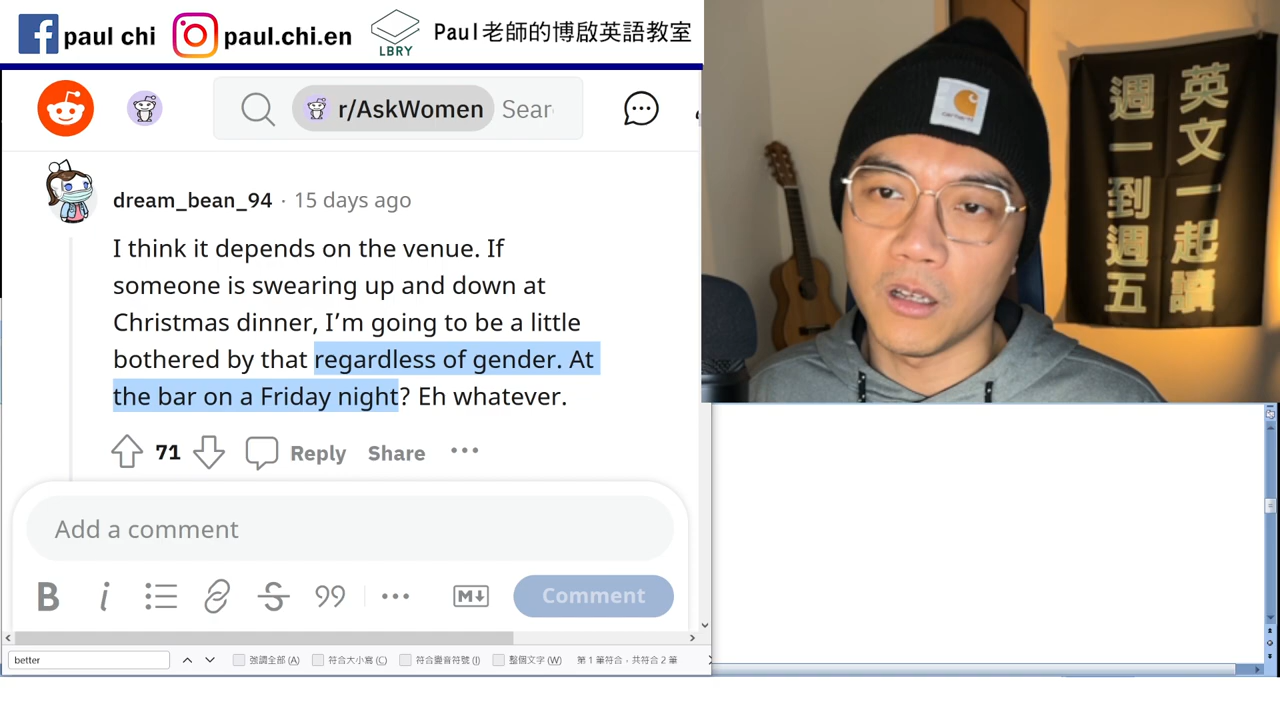 paul chi
paul.chi.en
LBRY
Paul老師的博啟英語教室
r/AskWomen
Sear
dream_bean_94 · 15 days ago
I think it depends on the venue. If
someone is swearing up and down at
Christmas dinner, I’m going to be a little
bothered by that regardless of gender. At
the bar on a Friday night? Eh whatever.
71
Reply
Share
Add a comment
B
i
S
99
M
Comment
better
強調全部 (A)
符合大小寫 (C)
符合變音符號 (I)
整個文字 (W)
第 1 筆符合，共符合 2 筆
carhartt
英文一起讀
週一到週五